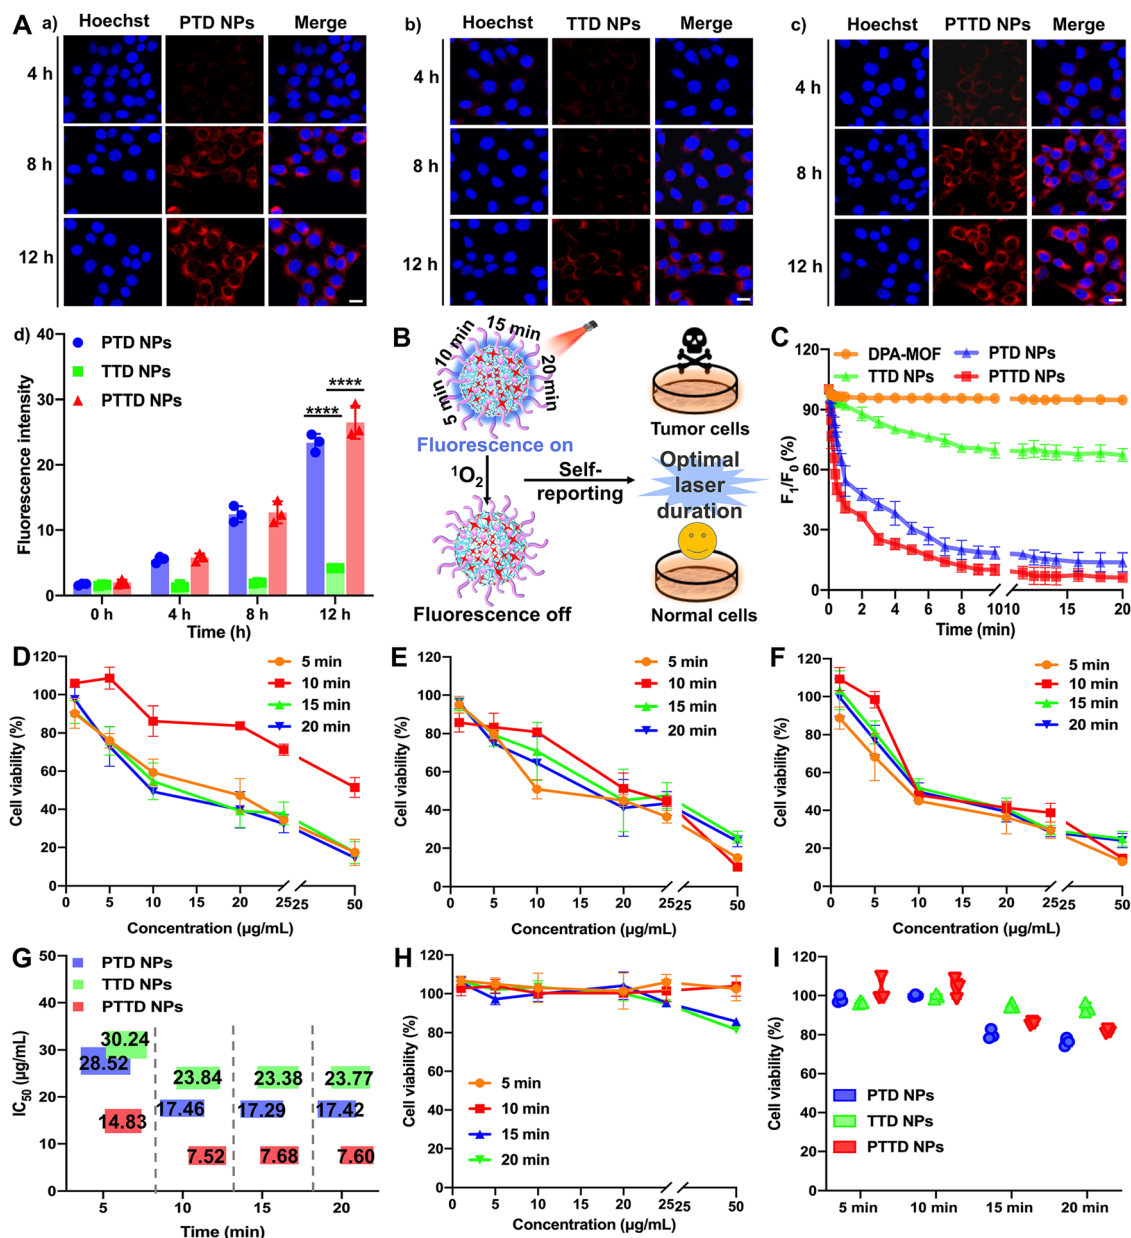 A a) Hoechst PTD NPs Merge
4 h
8 h
12 h
b) Hoechst TTD NPs Merge
4 h
8 h
12 h
c) Hoechst PTTD NPs Merge
4 h
8 h
12 h
d)
Fluorescence intensity
40
30
20
10
0
PTD NPs
TTD NPs
PTTD NPs
****
****
0 h 4 h 8 h 12 h
Time (h)
B
5 min
10 min
15 min
20 min
Fluorescence on
¹O₂
Self-
reporting
Fluorescence off
Tumor cells
Optimal
laser
duration
Normal cells
C
F₁/F₀ (%)
120
90
60
30
0
DPA-MOF PTD NPs
TTD NPs PTTD NPs
0 2 4 6 8 10 10 15 20
Time (min)
D
Cell viability (%)
120
100
80
60
40
20
0
5 min
10 min
15 min
20 min
0 5 10 15 20 25 25 50
Concentration (μg/mL)
E
Cell viability (%)
120
100
80
60
40
20
0
5 min
10 min
15 min
20 min
0 5 10 15 20 25 25 50
Concentration (μg/mL)
F
Cell viability (%)
120
100
80
60
40
20
0
5 min
10 min
15 min
20 min
0 5 10 15 20 25 25 50
Concentration (μg/mL)
G
IC₅₀ (μg/mL)
50
40
30
20
10
0
PTD NPs
TTD NPs
PTTD NPs
30.24
28.52
14.83
23.84
17.46
7.52
23.38
17.29
7.68
23.77
17.42
7.60
5 10 15 20
Time (min)
H
Cell viability (%)
120
100
80
60
40
20
0
5 min
10 min
15 min
20 min
0 5 10 15 20 25 25 50
Concentration (μg/mL)
I
Cell viability (%)
120
100
80
60
40
20
0
PTD NPs
TTD NPs
PTTD NPs
5 min 10 min 15 min 20 min